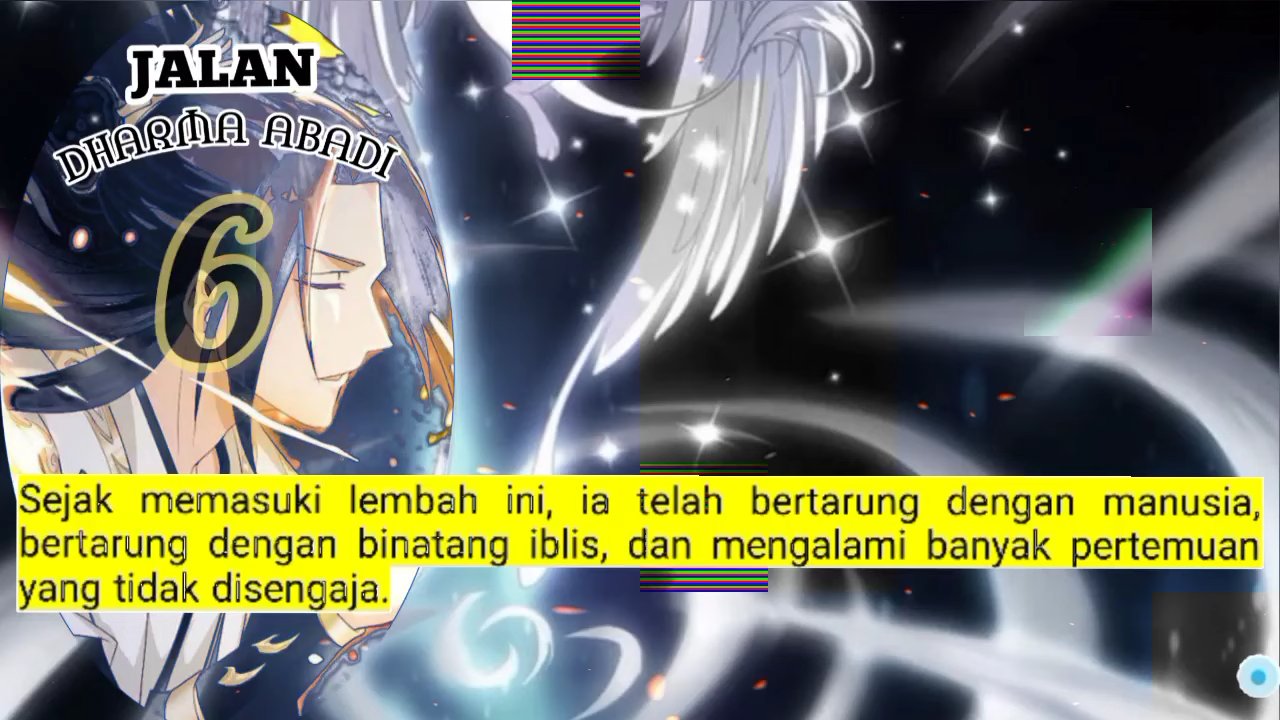 JALAN
DHARMA ABADI
6
Sejak memasuki lembah ini, ia telah bertarung dengan manusia,
bertarung dengan binatang iblis, dan mengalami banyak pertemuan
yang tidak disengaja.